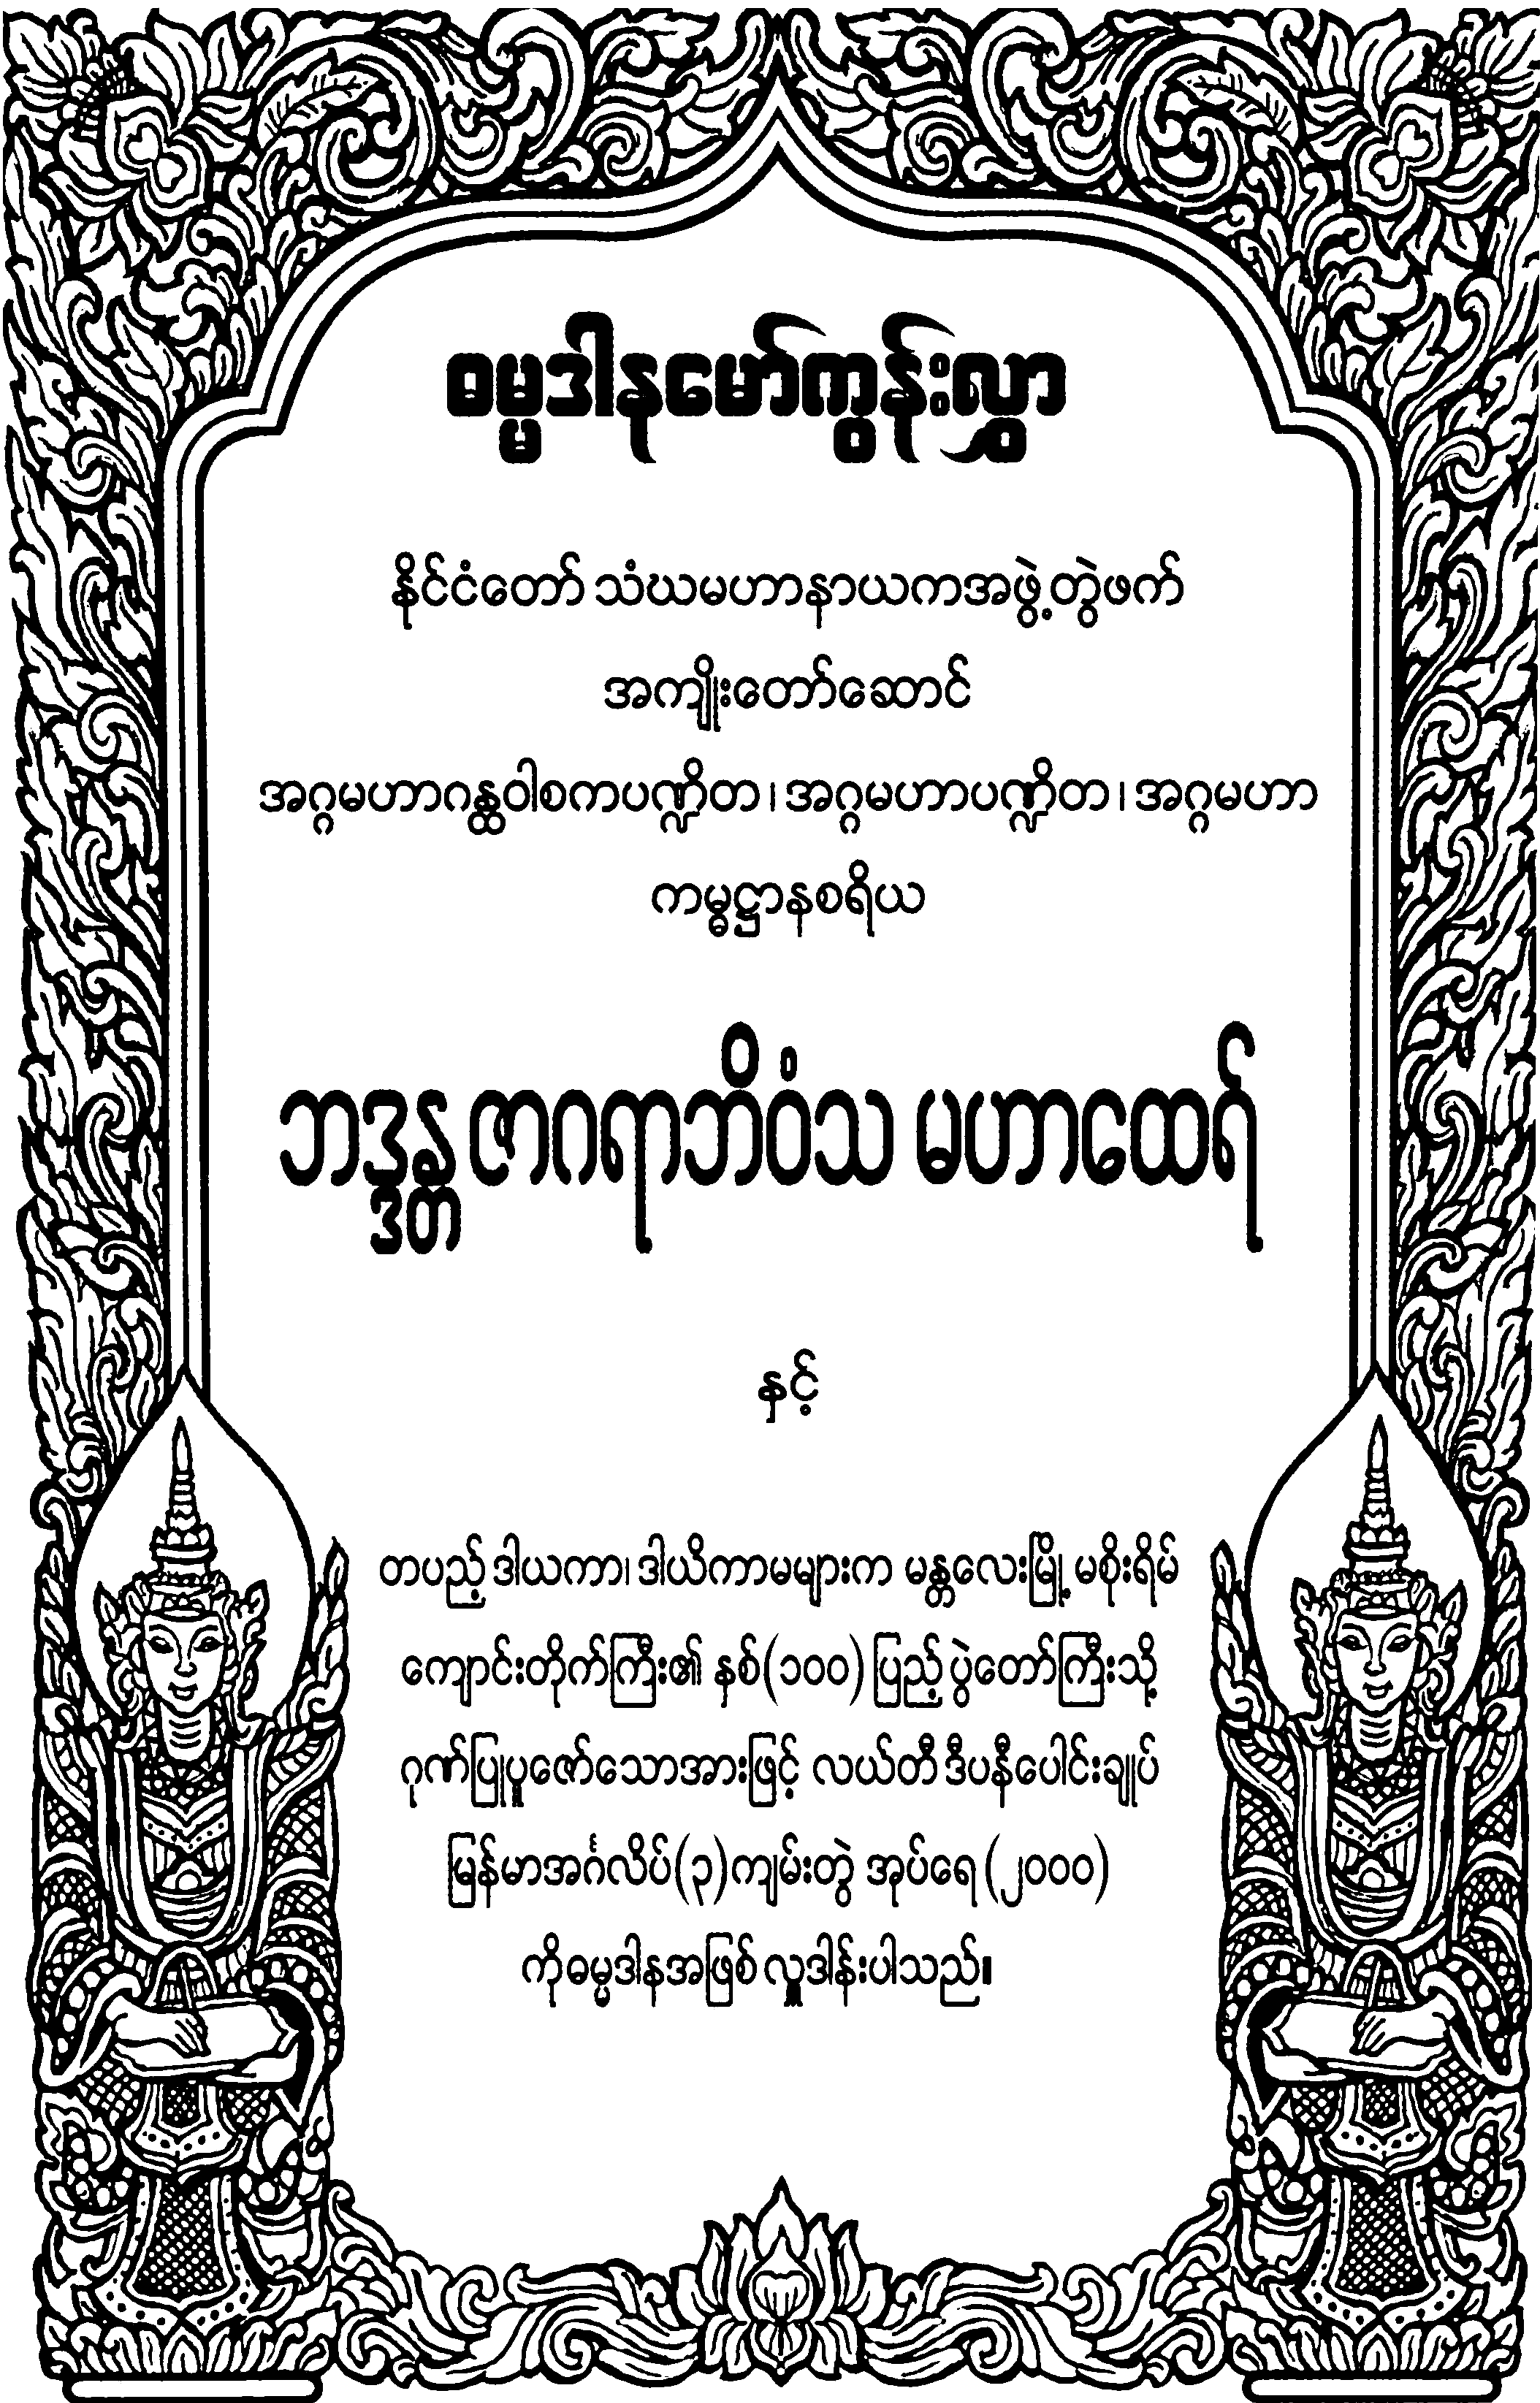 ဓမ္မဒါနမော်ကွန်းလွှာ
နိုင်ငံတော် သံဃမဟာနာယကအဖွဲ့တွဲဖက်
အကျိုးတော်ဆောင်
အဂ္ဂမဟာဂန္ထဝါစကပဏ္ဍိတ၊ အဂ္ဂမဟာပဏ္ဍိတ၊ အဂ္ဂမဟာ
ကမ္မဋ္ဌာနစရိယ
ဘဒ္ဒန္တ ဇာဂရာဘိဝံသ မဟာထေရ်
နှင့်
တပည့် ဒါယကာ၊ ဒါယိကာမများက မန္တလေးမြို့ မစိုးရိမ်
ကျောင်းတိုက်ကြီး၏ နှစ်(၁၀၀)ပြည့် ပွဲတော်ကြီးသို့
ဂုဏ်ပြုပူဇော်သောအားဖြင့် လယ်တီ ဒီပနီပေါင်းချုပ်
မြန်မာအင်္ဂလိပ်(၃)ကျမ်းတွဲ အုပ်ရေ (၂၀၀၀)
ကိုဓမ္မဒါနအဖြစ် လှူဒါန်းပါသည်။